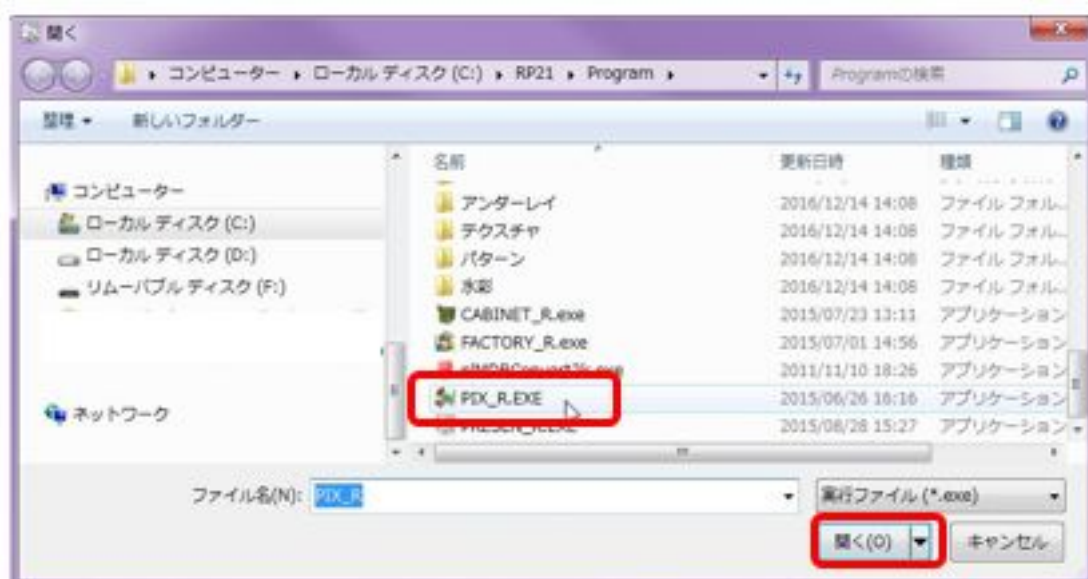 開く
コンピューター ▸ ローカル ディスク (C:) ▸ RP21 ▸ Program ▸
Programの検索
整理
新しいフォルダー
コンピューター
ローカル ディスク (C:)
ローカル ディスク (D:)
リムーバブル ディスク (F:)
ネットワーク
名前 更新日時 種類
アンダーレイ 2016/12/14 14:08 ファイル フォル...
テクスチャ 2016/12/14 14:08 ファイル フォル...
パターン 2016/12/14 14:08 ファイル フォル...
水彩 2016/12/14 14:08 ファイル フォル...
CABINET_R.exe 2015/07/23 13:11 アプリケーション
FACTORY_R.exe 2015/07/01 14:56 アプリケーション
2011/11/10 18:26 アプリケーション
PIX_R.EXE 2015/06/26 16:16 アプリケーション
2015/08/28 15:27 アプリケーション
ファイル名(N): PIX_R
実行ファイル (*.exe)
開く(O) キャンセル